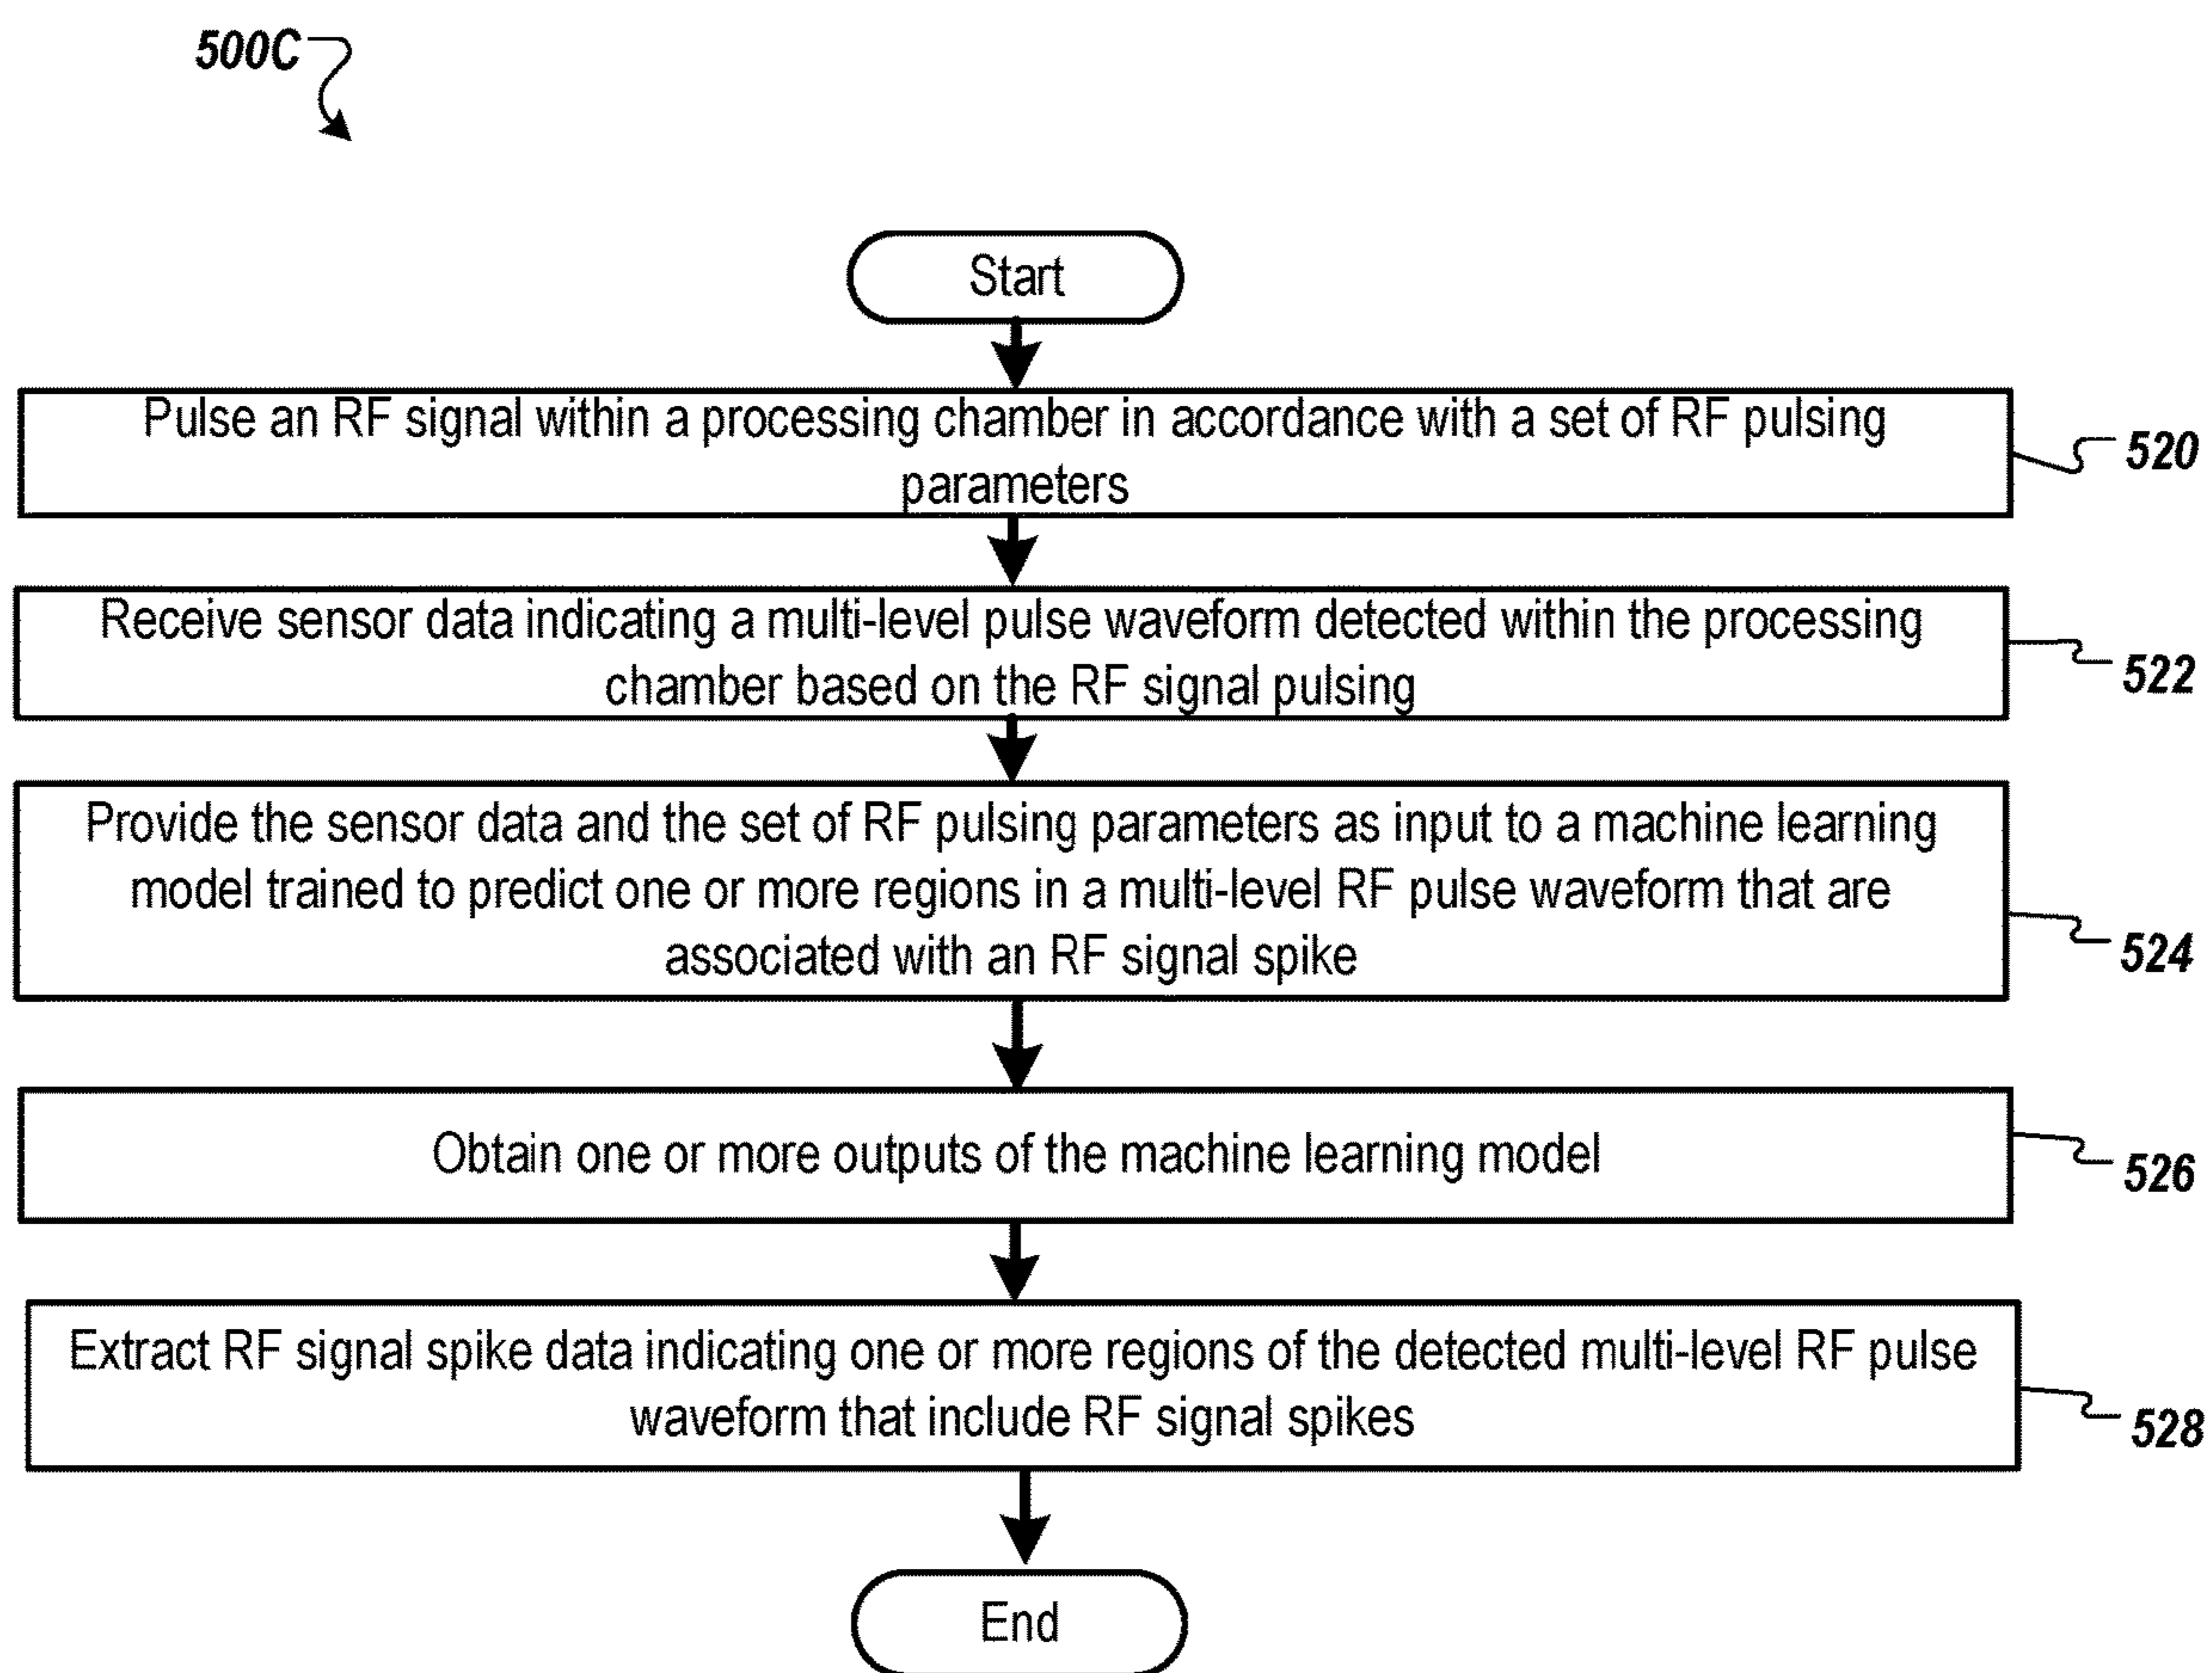 500C
Start
Pulse an RF signal within a processing chamber in accordance with a set of RF pulsing
parameters
520
Receive sensor data indicating a multi-level pulse waveform detected within the processing
chamber based on the RF signal pulsing
522
Provide the sensor data and the set of RF pulsing parameters as input to a machine learning
model trained to predict one or more regions in a multi-level RF pulse waveform that are
associated with an RF signal spike
524
Obtain one or more outputs of the machine learning model
526
Extract RF signal spike data indicating one or more regions of the detected multi-level RF pulse
waveform that include RF signal spikes
528
End